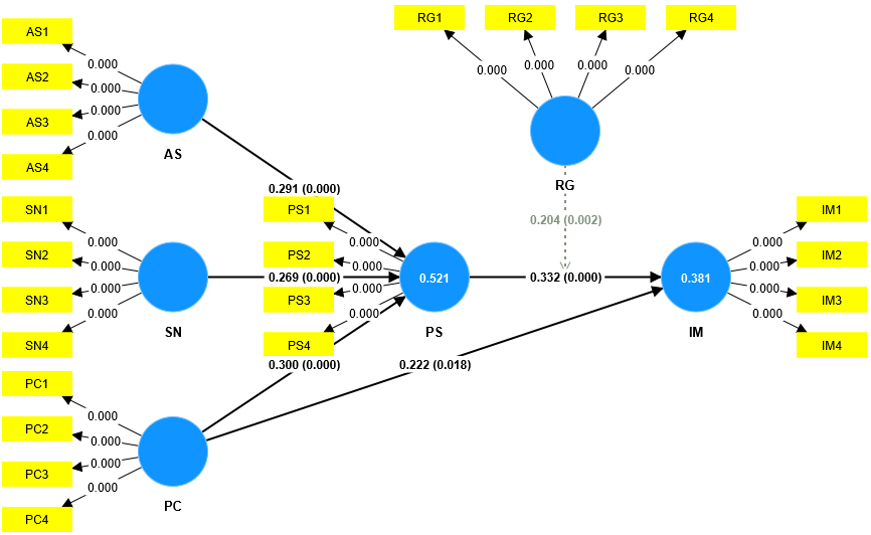 RG1 RG2 RG3 RG4
0.000 0.000 0.000 0.000
RG
0.204 (0.002)
AS1
AS2
AS3
AS4
0.000
0.000
0.000
0.000
AS
0.291 (0.000)
SN1
SN2
SN3
SN4
0.000
0.000
0.000
0.000
SN
0.269 (0.000)
PS1
PS2
PS3
PS4
0.000
0.000
0.000
0.000
0.521
PS
0.332 (0.000)
0.381
IM
0.000
0.000
0.000
0.000
IM1
IM2
IM3
IM4
0.300 (0.000)
0.222 (0.018)
PC1
PC2
PC3
PC4
0.000
0.000
0.000
0.000
PC